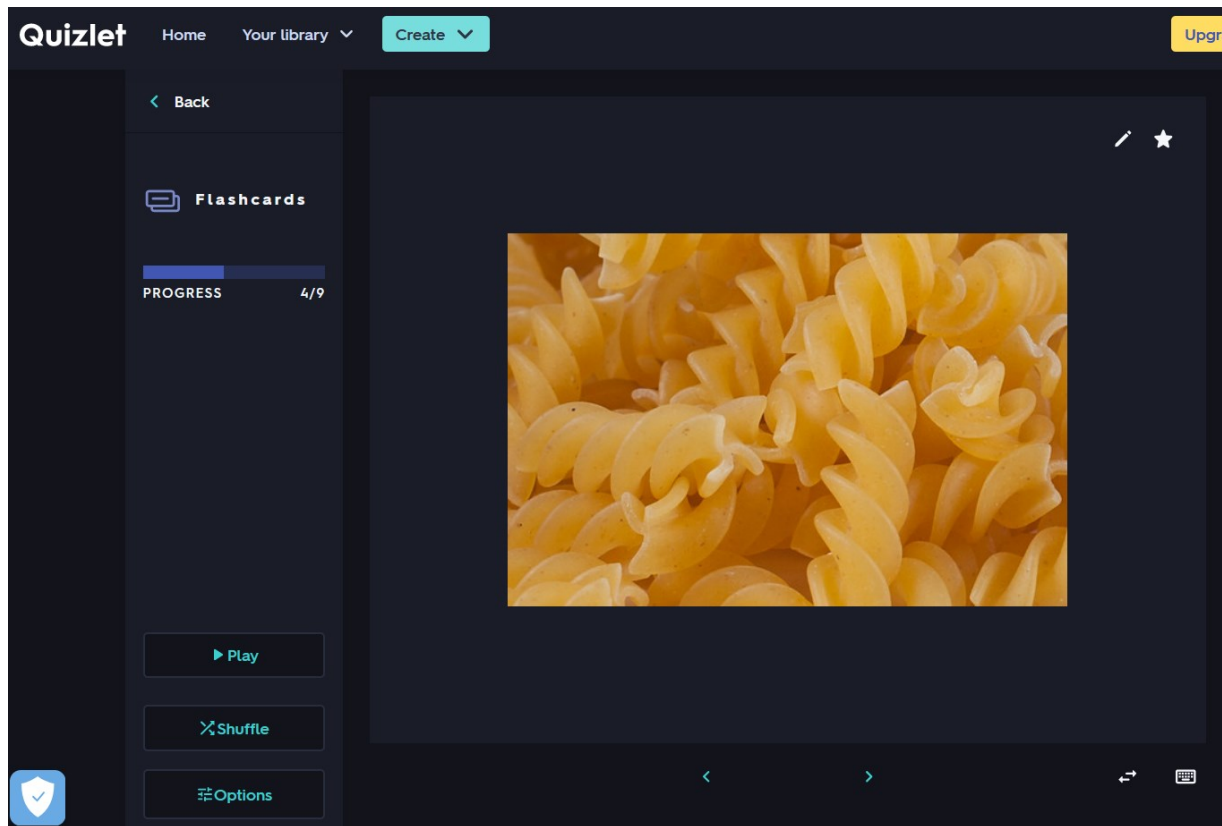 Quizlet Home Your library Create Upgr
Back
Flashcards
PROGRESS 4/9
Play
Shuffle
Options